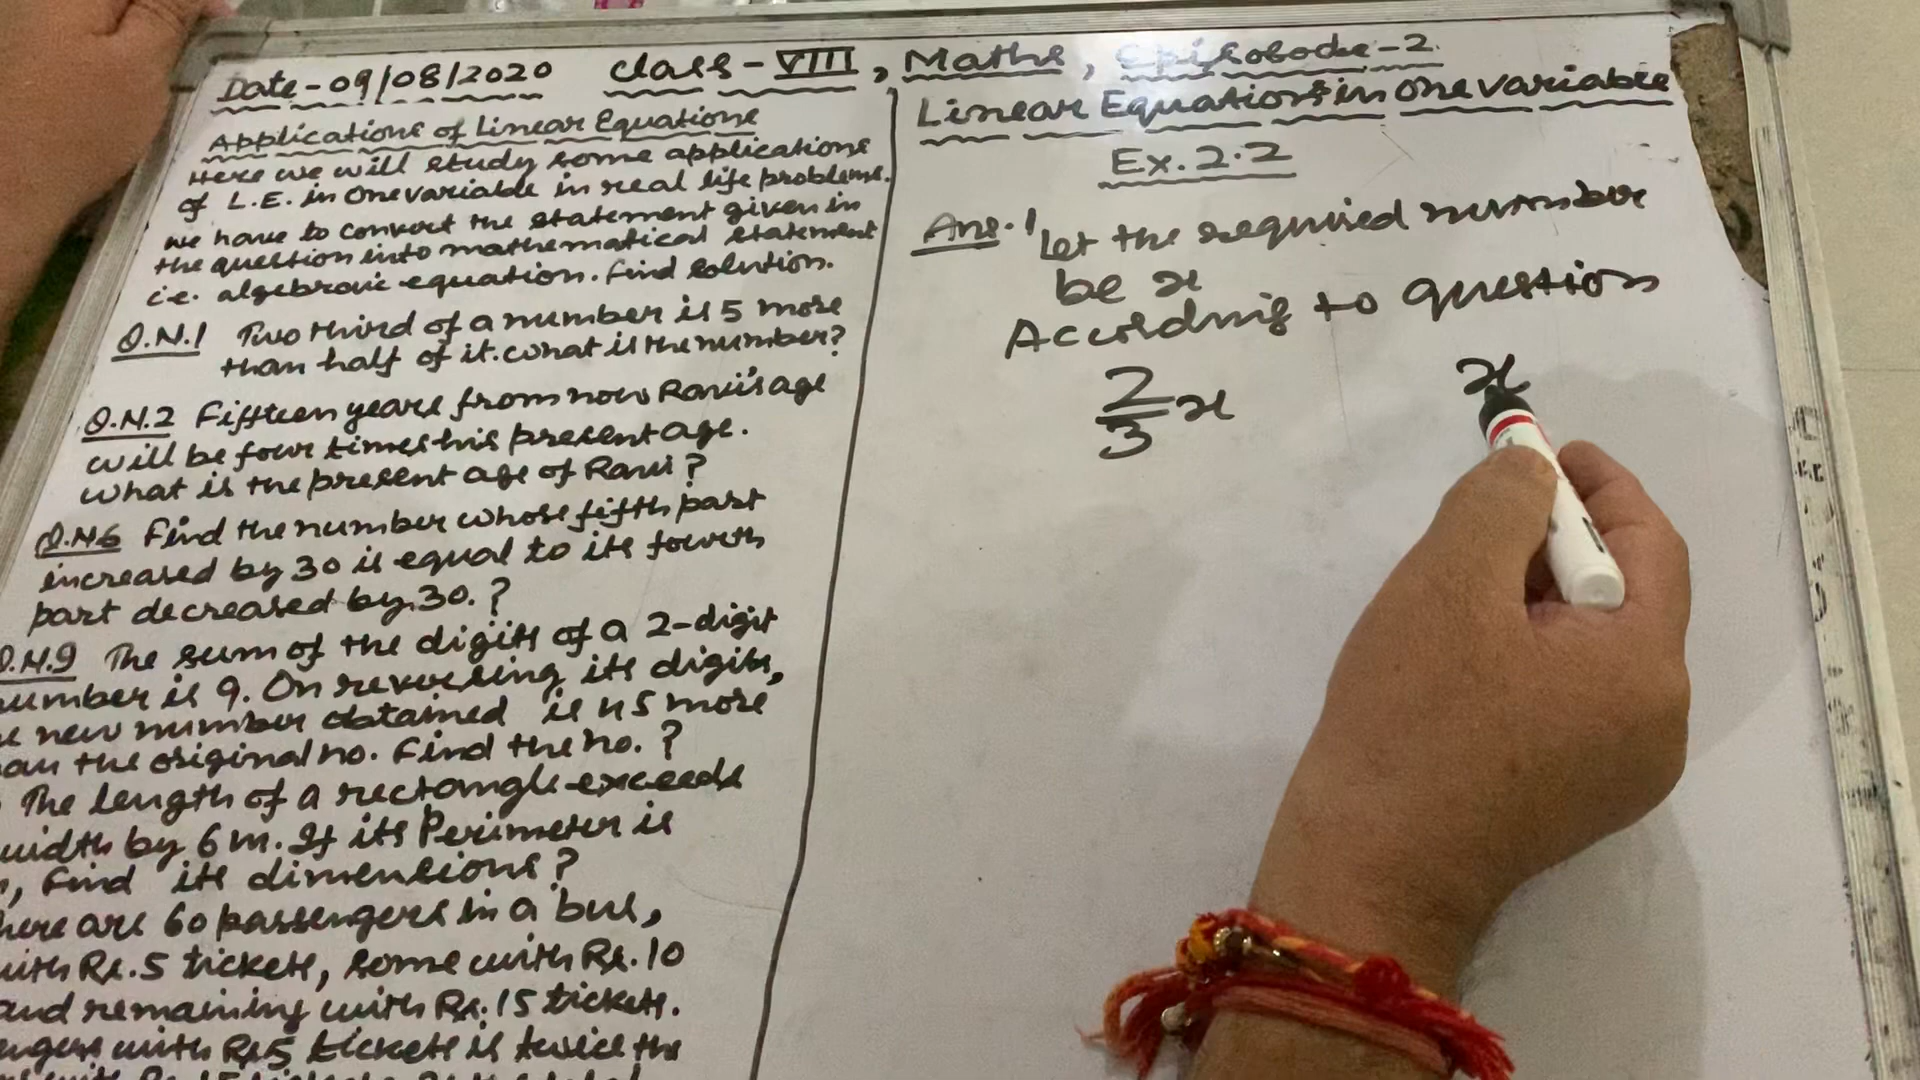 Date-09/08/2020 Class-VIII, Maths, Episobode-2
Applications of Linear Equations
Here we will study some applications
of L.E. in one variable in real life problems.
we have to convert the statement given in
the question into mathematical statement
i.e. algebraic equation. Find solution.
Q.N.1 Two third of a number is 5 more
than half of it. What is the number?
Q.N.2 Fifteen years from now Ravi's age
will be four times his present age.
What is the present age of Ravi?
Q.N.6 Find the number whose fifth part
increased by 30 is equal to its fourth
part decreased by 30.?
Q.N.9 The sum of the digits of a 2-digit
number is 9. On reversing its digits,
new number obtained is 45 more
the original no. Find the no.?
The length of a rectangle exceeds
width by 6 m. If its Perimeter is
, Find its dimensions?
here are 60 passengers in a bus,
with Rs.5 tickets, some with Rs.10
and remaining with Rs.15 tickets.
with Rs5 tickets is twice the
Linear Equations in one variable
Ex. 2.2
Ans.1 Let the required number
be x
According to question
2/3 x x